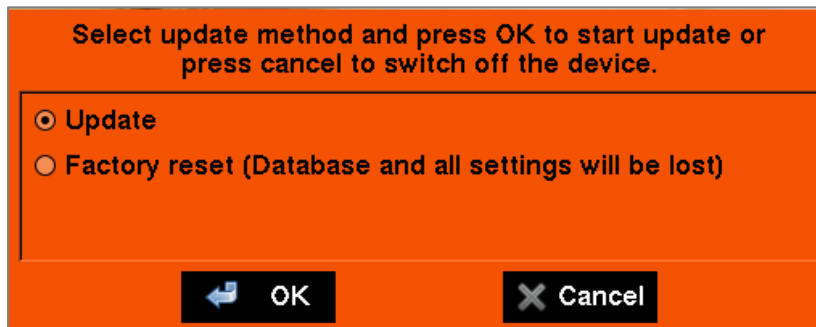 Select update method and press OK to start update or
press cancel to switch off the device.
Update
Factory reset (Database and all settings will be lost)
OK
Cancel